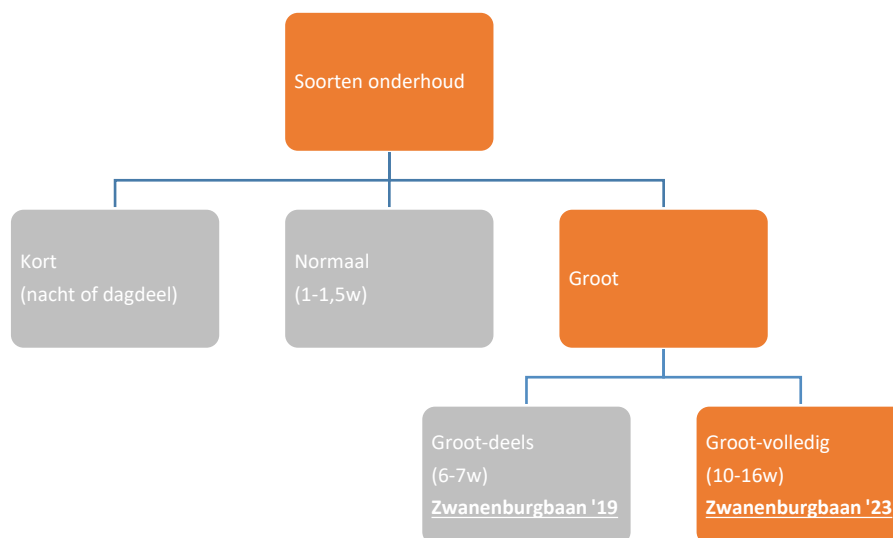 Soorten onderhoud
Kort
(nacht of dagdeel)
Normaal
(1-1,5w)
Groot
Groot-deels
(6-7w)
Zwanenburgbaan '19
Groot-volledig
(10-16w)
Zwanenburgbaan '23